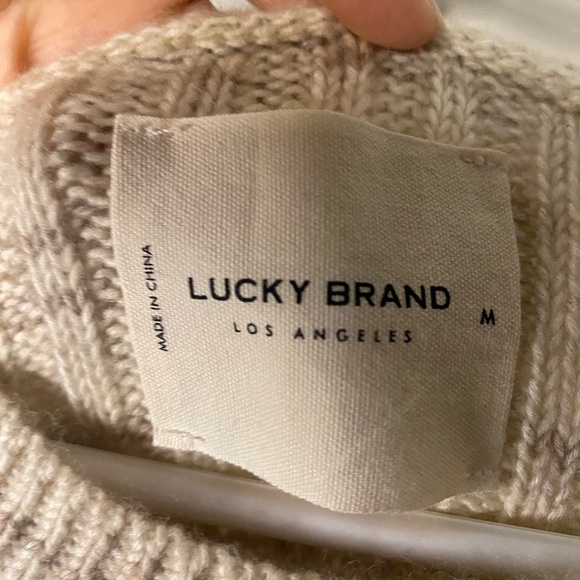 MADE IN CHINA
LUCKY BRAND
LOS ANGELES
M